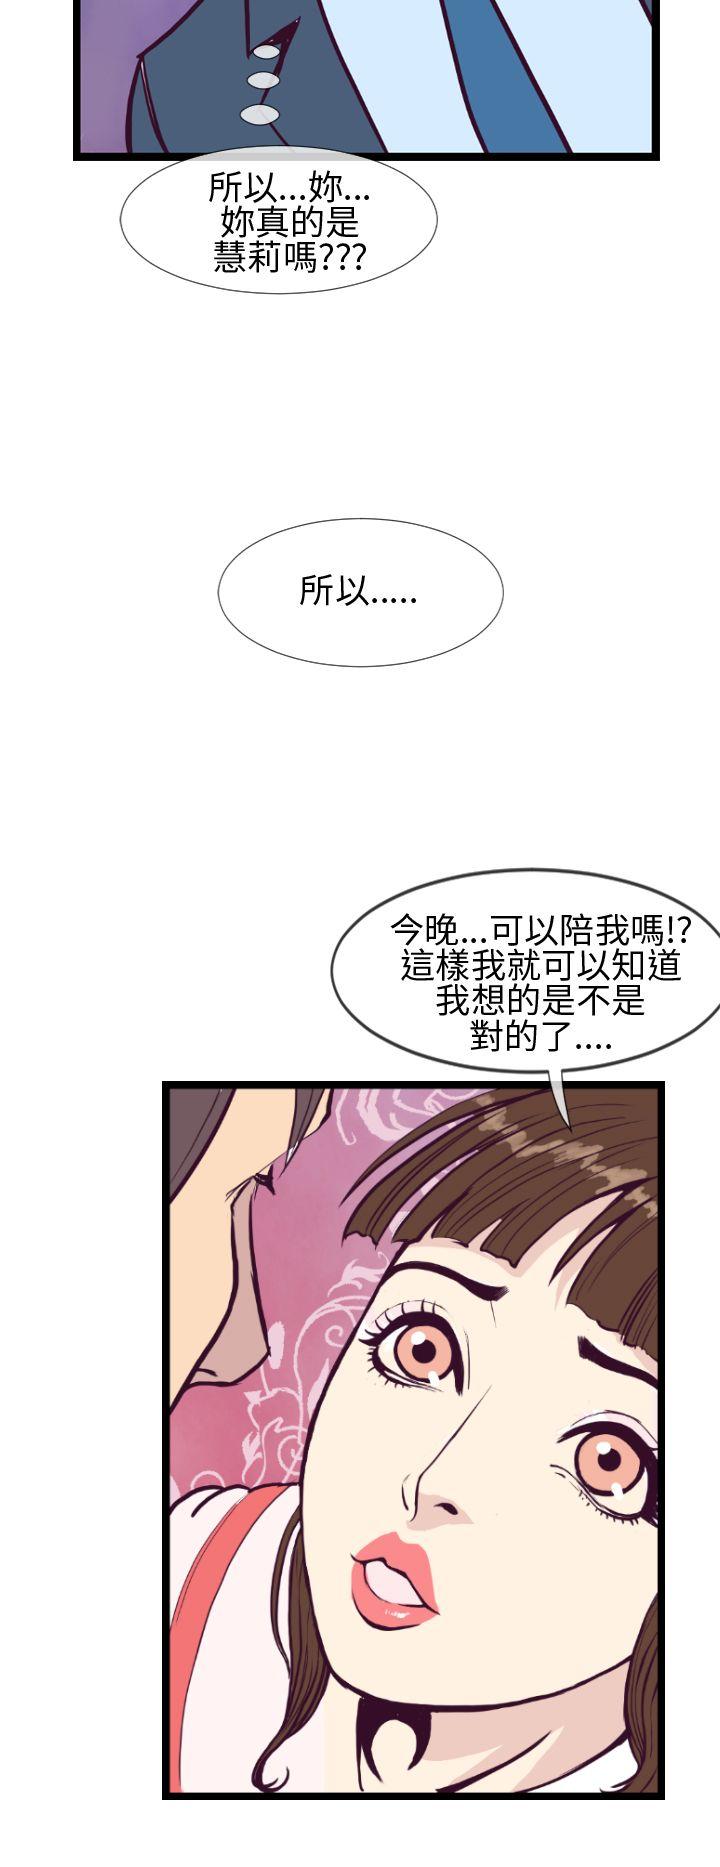 所以...妳...
妳真的是
慧莉嗎???
所以.....
今晚...可以陪我嗎!?
這樣我就可以知道
我想的是不是
對的了....